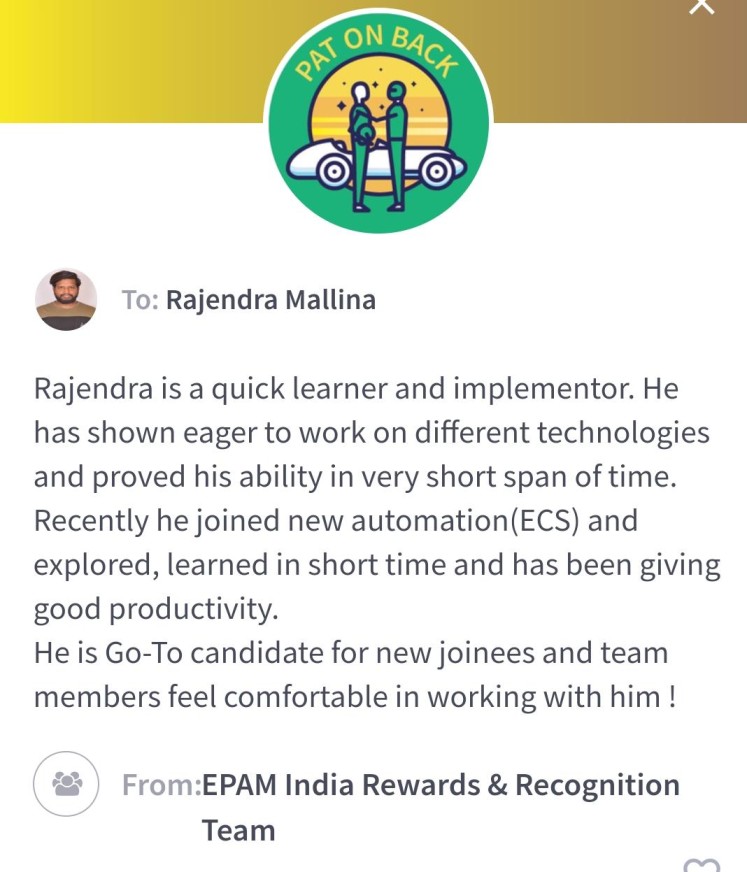 PAT ON BACK
To: Rajendra Mallina
Rajendra is a quick learner and implementor. He
has shown eager to work on different technologies
and proved his ability in very short span of time.
Recently he joined new automation(ECS) and
explored, learned in short time and has been giving
good productivity.
He is Go-To candidate for new joinees and team
members feel comfortable in working with him !
From:EPAM India Rewards & Recognition
Team